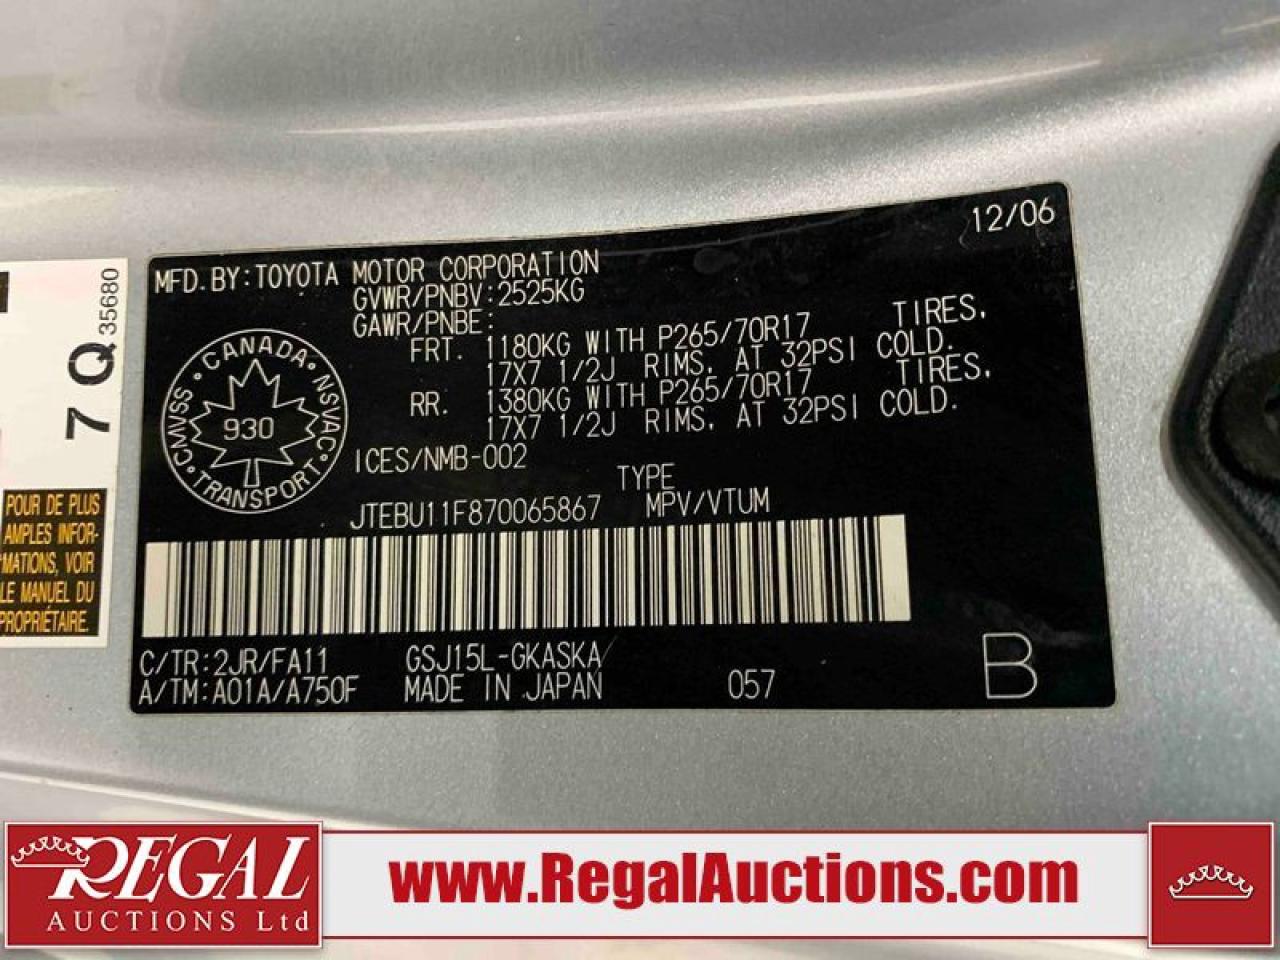 12/06
MFD. BY: TOYOTA MOTOR CORPORATION
GVWR/PNBV: 2525KG
GAWR/PNBE:
FRT. 1180KG WITH P265/70R17 TIRES,
17X7 1/2J RIMS, AT 32PSI COLD.
RR. 1380KG WITH P265/70R17 TIRES,
17X7 1/2J RIMS, AT 32PSI COLD.
ICES/NMB-002
CANADA · NSVAC · TRANSPORT · CMVSS
930
TYPE
JTEBU11F870065867 MPV/VTUM
C/TR: 2JR/FA11 GSJ15L-GKASKA
A/TM: A01A/A750F MADE IN JAPAN 057
B
7 Q 35680
POUR DE PLUS
AMPLES INFOR-
MATIONS, VOIR
LE MANUEL DU
PROPRIÉTAIRE.
REGAL
AUCTIONS Ltd
www.RegalAuctions.com